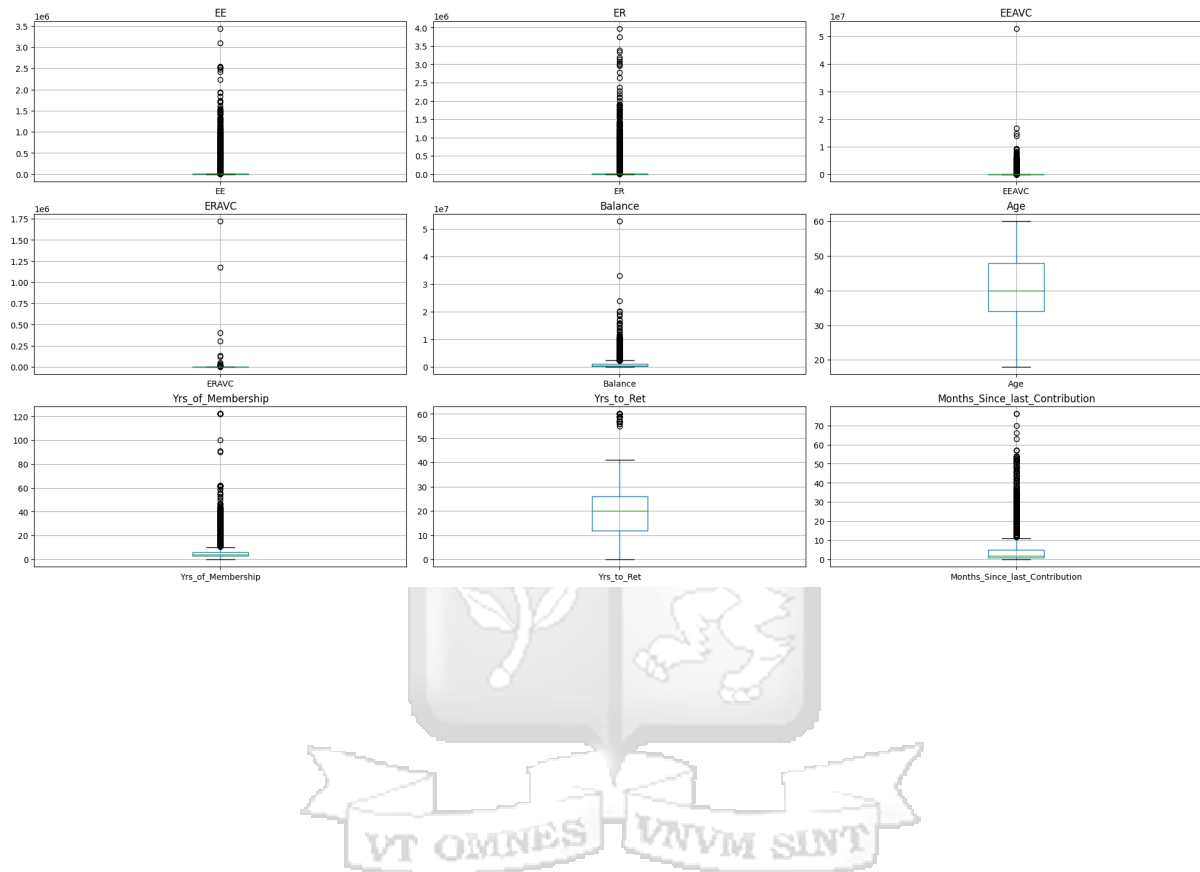 EE
ER
EEAVC
1e6
1e6
1e7
3.5
3.0
2.5
2.0
1.5
1.0
0.5
0.0
4.0
3.5
3.0
2.5
2.0
1.5
1.0
0.5
0.0
5
4
3
2
1
0
EE
ER
EEAVC
ERAVC
Balance
Age
1e6
1e7
1.75
1.50
1.25
1.00
0.75
0.50
0.25
0.00
5
4
3
2
1
0
60
50
40
30
20
ERAVC
Balance
Age
Yrs_of_Membership
Yrs_to_Ret
Months_Since_last_Contribution
120
100
80
60
40
20
0
60
50
40
30
20
10
0
70
60
50
40
30
20
10
0
Yrs_of_Membership
Yrs_to_Ret
Months_Since_last_Contribution
VT OMNES VNVM SINT